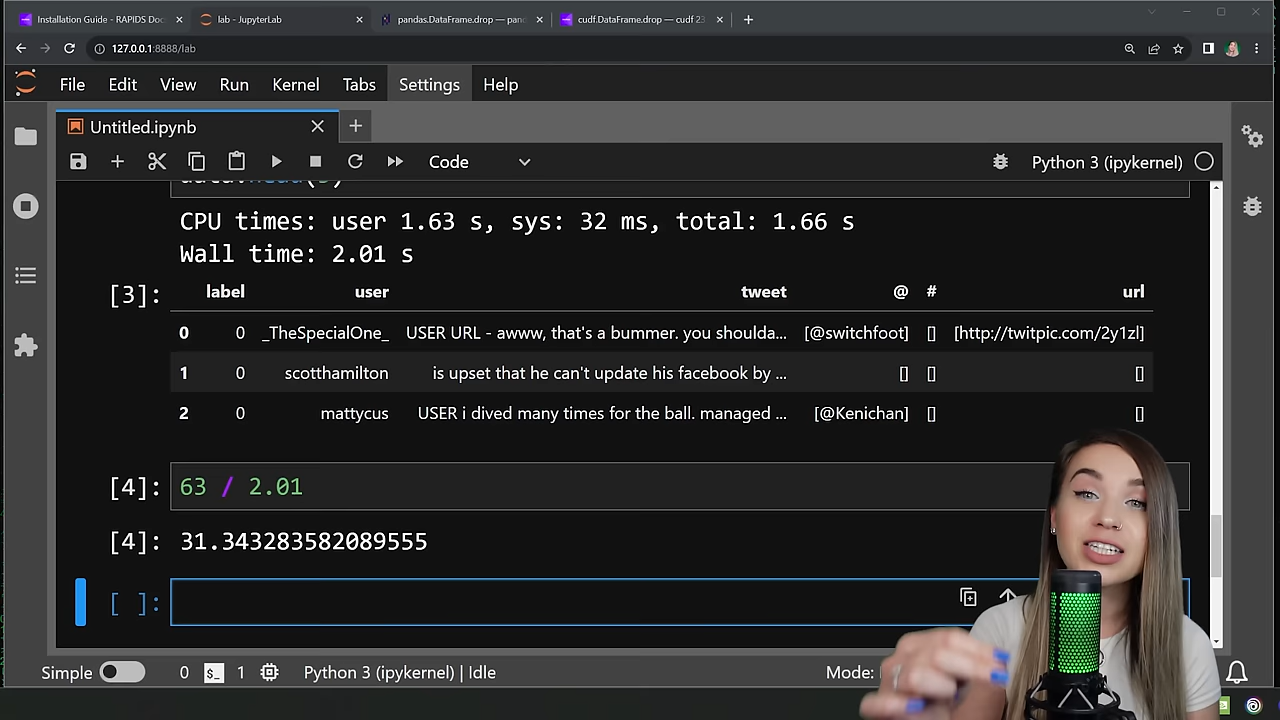 Installation Guide - RAPIDS Doc
lab - JupyterLab
pandas.DataFrame.drop — pan
cudf.DataFrame.drop — cudf 23
127.0.0.1:8888/lab
File Edit View Run Kernel Tabs Settings Help
Untitled.ipynb
Code
Python 3 (ipykernel)
CPU times: user 1.63 s, sys: 32 ms, total: 1.66 s
Wall time: 2.01 s
[3]: label user tweet @ # url
0 0 _TheSpecialOne_ USER URL - awww, that's a bummer. you shoulda... [@switchfoot] [] [http://twitpic.com/2y1zl]
1 0 scotthamilton is upset that he can't update his facebook by ... [] [] []
2 0 mattycus USER i dived many times for the ball. managed ... [@Kenichan] [] []
[4]: 63 / 2.01
[4]: 31.343283582089555
[ ]:
Simple 0 $_ 1 Python 3 (ipykernel) | Idle Mode: